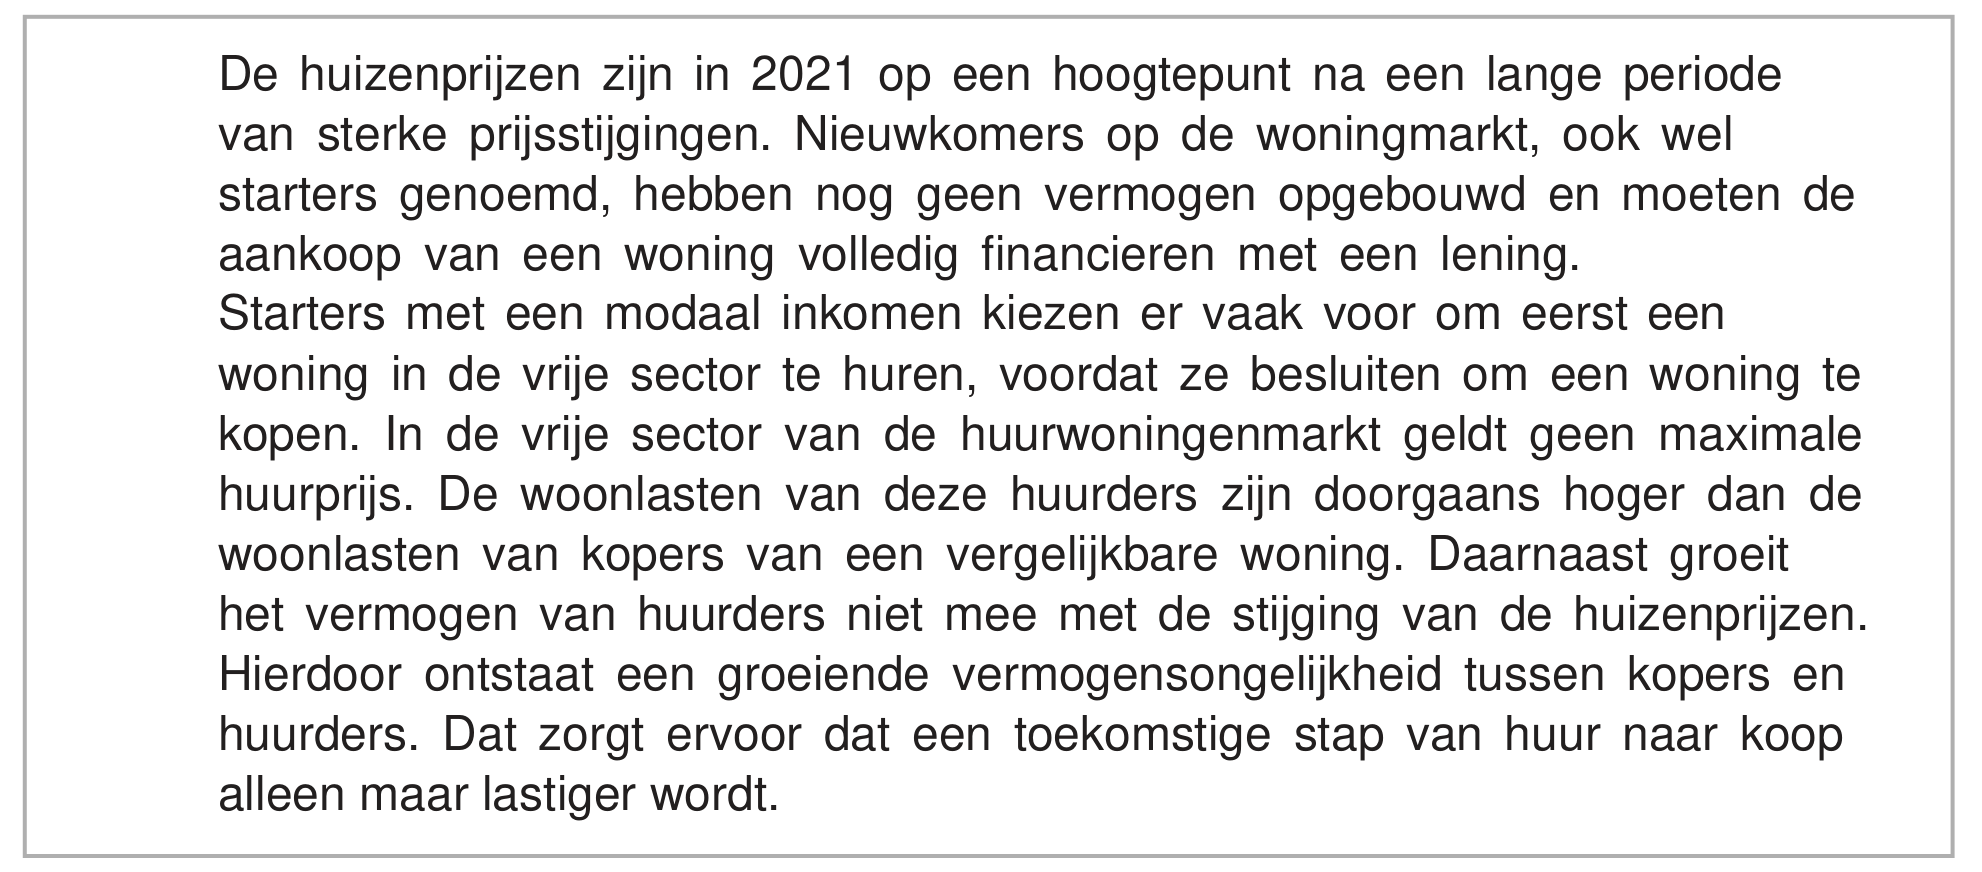 De huizenprijzen zijn in 2021 op een hoogtepunt na een lange periode
van sterke prijsstijgingen. Nieuwkomers op de woningmarkt, ook wel
starters genoemd, hebben nog geen vermogen opgebouwd en moeten de
aankoop van een woning volledig financieren met een lening.
Starters met een modaal inkomen kiezen er vaak voor om eerst een
woning in de vrije sector te huren, voordat ze besluiten om een woning te
kopen. In de vrije sector van de huurwoningenmarkt geldt geen maximale
huurprijs. De woonlasten van deze huurders zijn doorgaans hoger dan de
woonlasten van kopers van een vergelijkbare woning. Daarnaast groeit
het vermogen van huurders niet mee met de stijging van de huizenprijzen.
Hierdoor ontstaat een groeiende vermogensongelijkheid tussen kopers en
huurders. Dat zorgt ervoor dat een toekomstige stap van huur naar koop
alleen maar lastiger wordt.